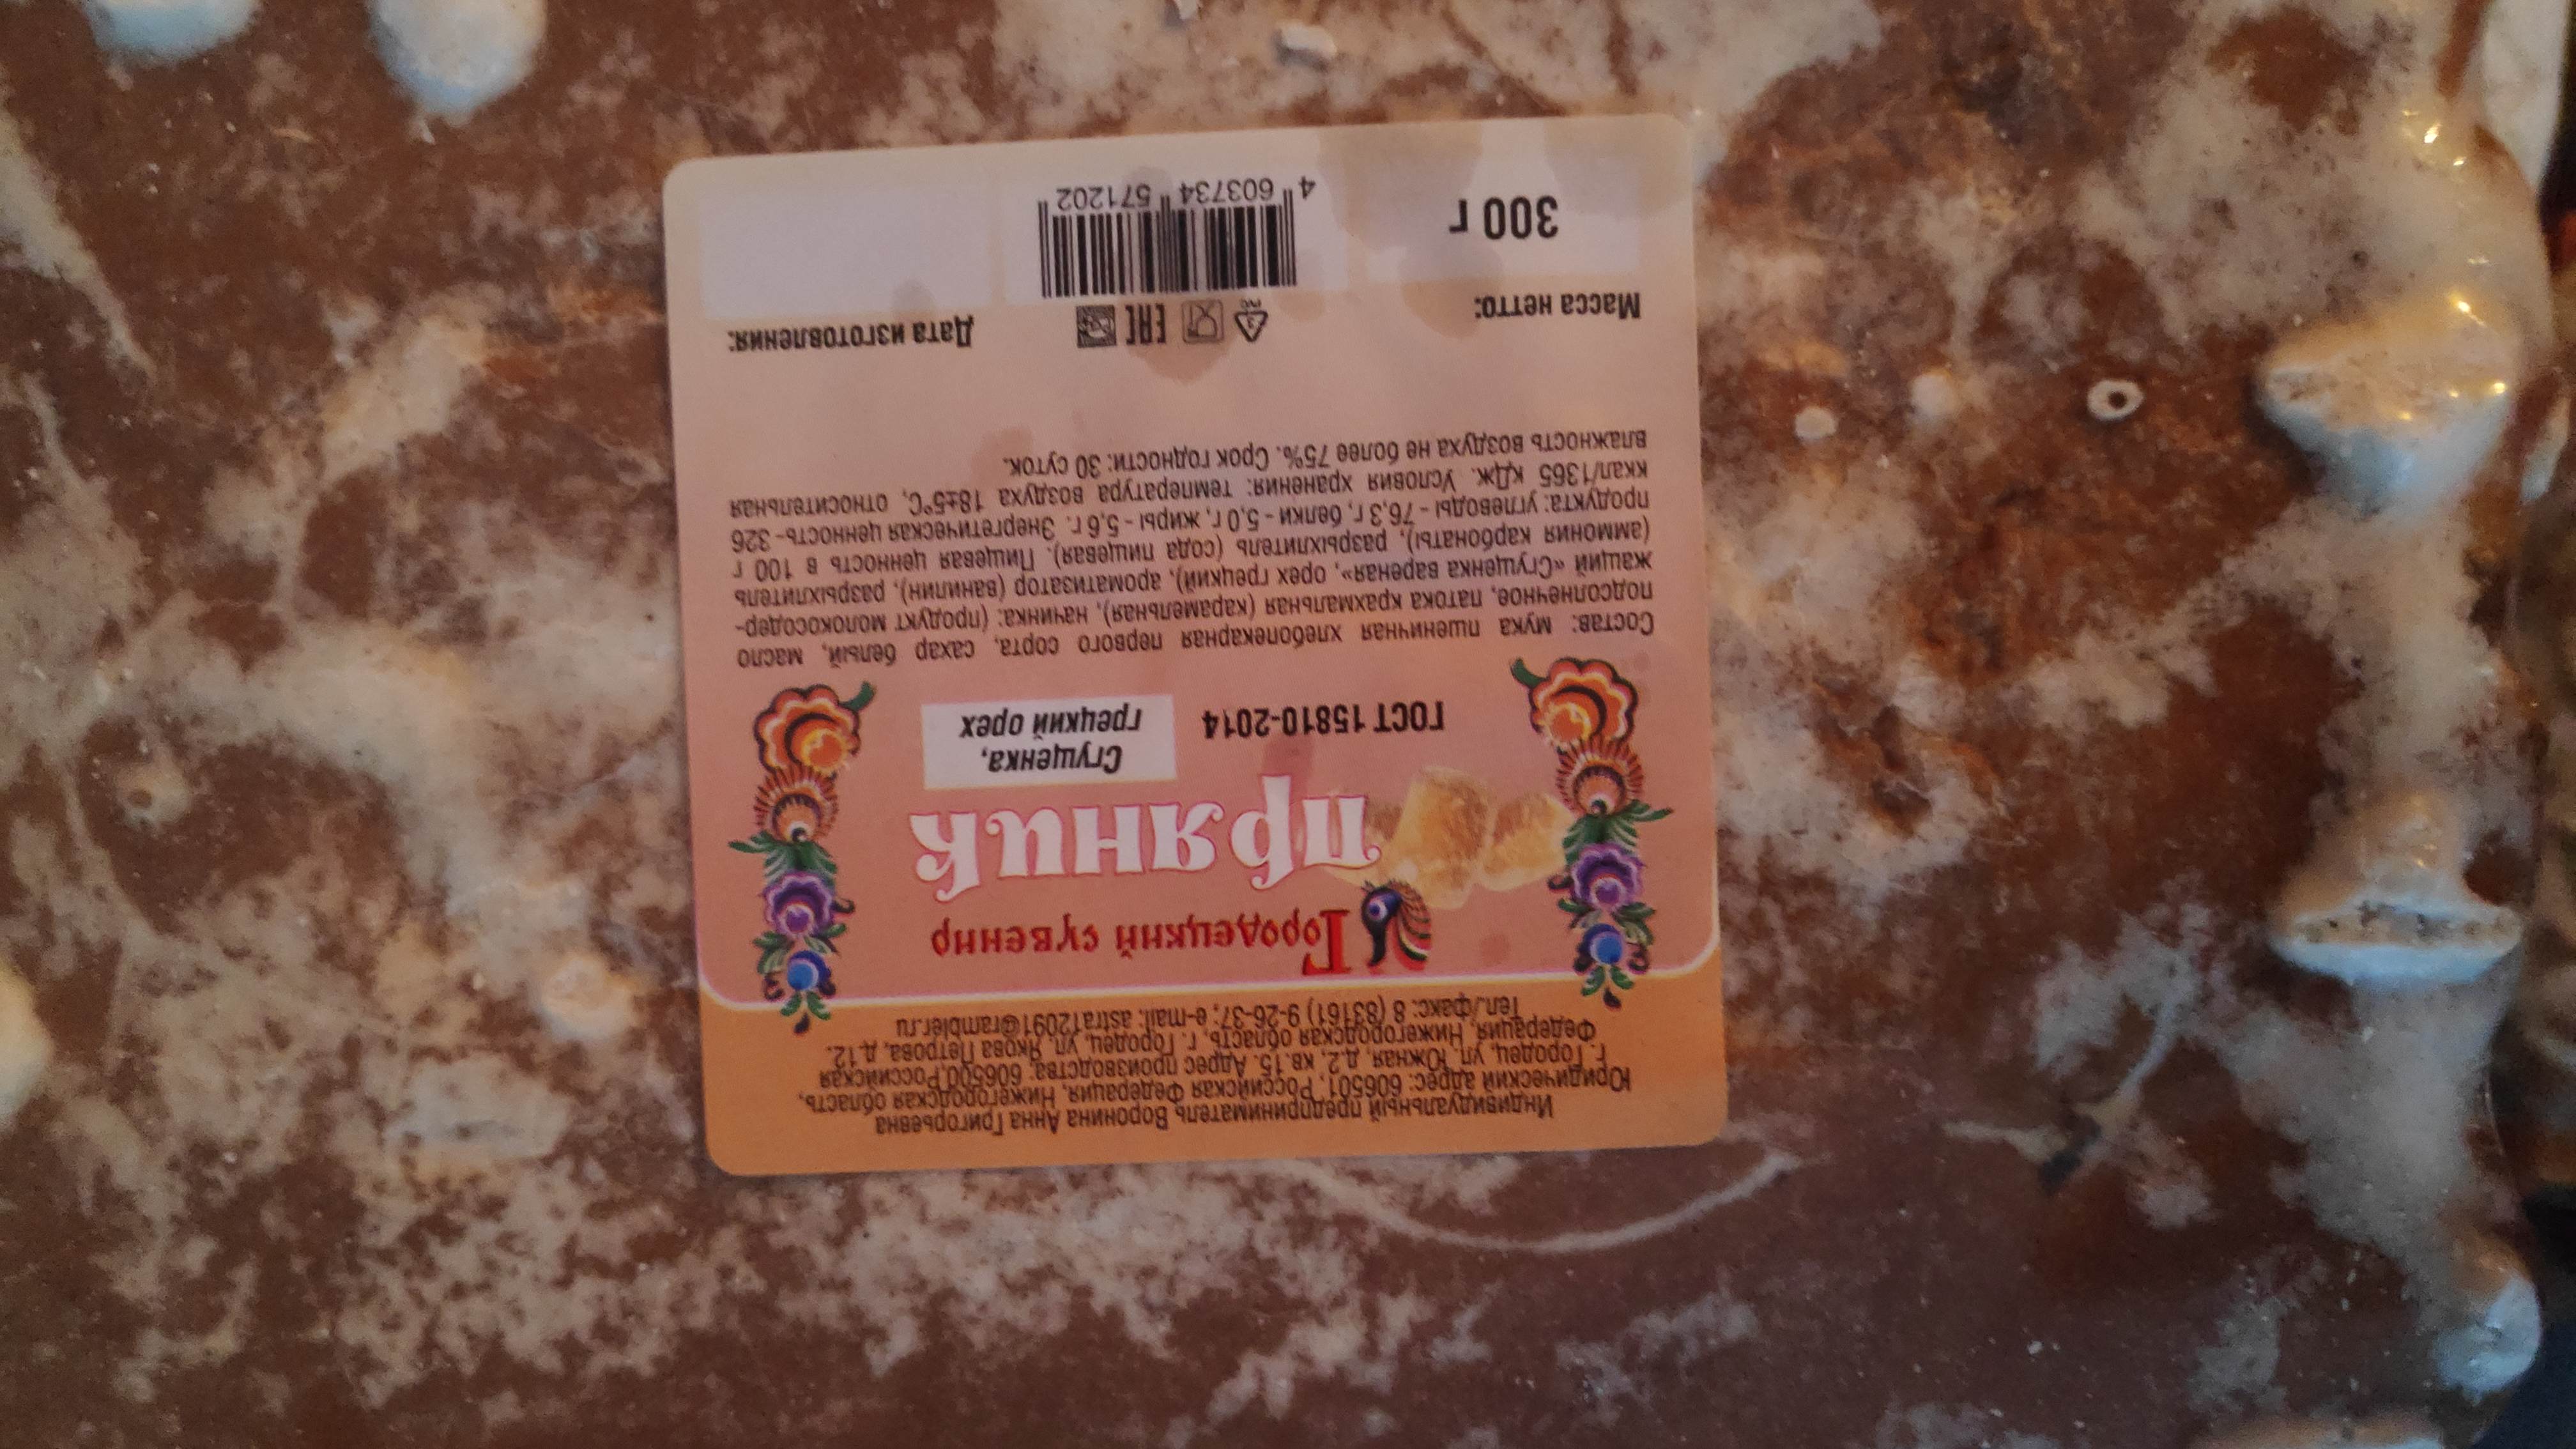 Индивидуальный предприниматель Воронина Анна Григорьевна
Юридический адрес: 606501, Российская Федерация, Нижегородская область,
г. Городец, ул. Южная, д.2, кв.15. Адрес производства: 606500,Российская
Федерация, Нижегородская область, г. Городец, ул. Якова Петрова, д.12.
Тел./факс: 8 (83161) 9-26-37; e-mail: astra12091@rambler.ru
Городецкий сувенир
пряник
Сгущенка,
грецкий орех
ГОСТ 15810-2014
Состав: мука пшеничная хлебопекарная первого сорта, сахар белый, масло
подсолнечное, патока крахмальная (карамельная), начинка: (продукт молокосодер-
жащий «Сгущенка вареная», орех грецкий), ароматизатор (ванилин), разрыхлитель
(аммония карбонаты), разрыхлитель (сода пищевая). Пищевая ценность в 100 г
продукта: углеводы - 76,3 г, белки - 5,0 г, жиры - 5,6 г. Энергетическая ценность- 326
ккал/1365 кДж. Условия хранения: температура воздуха 18±5°С, относительная
влажность воздуха не более 75%. Срок годности: 30 суток.
Масса нетто:
EAC
Дата изготовления:
300 г
4 603734 571202